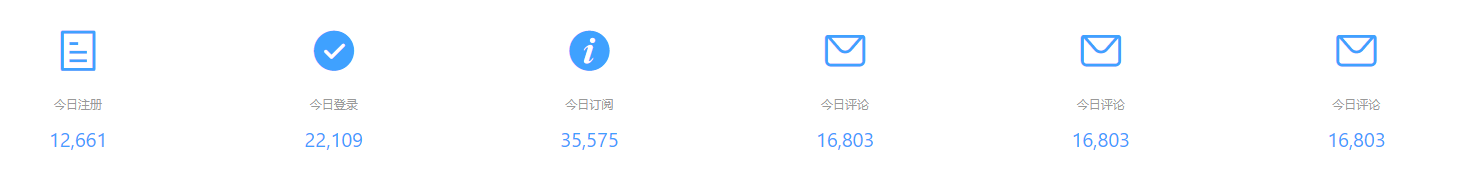 今日注册
今日登录
今日订阅
今日评论
今日评论
今日评论
12,661
22,109
35,575
16,803
16,803
16,803